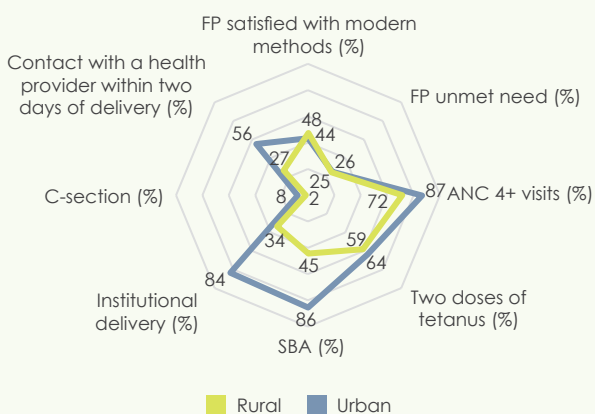 FP satisfied with modern
methods (%)
Contact with a health
provider within two
days of delivery (%)
FP unmet need (%)
48
44
56
27
26
25
87
ANC 4+ visits (%)
C-section (%)
8
2
72
34
59
45
64
84
Institutional
delivery (%)
Two doses of
tetanus (%)
86
SBA (%)
Rural
Urban